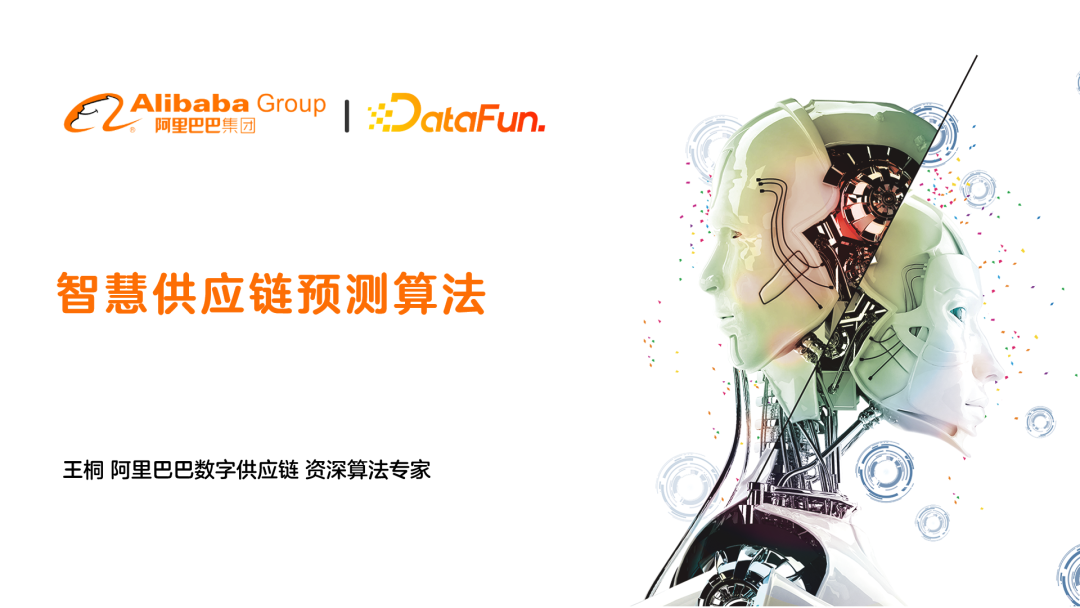 Alibaba Group
阿里巴巴集团
®
DataFun.
智慧供应链预测算法
王桐 阿里巴巴数字供应链 资深算法专家